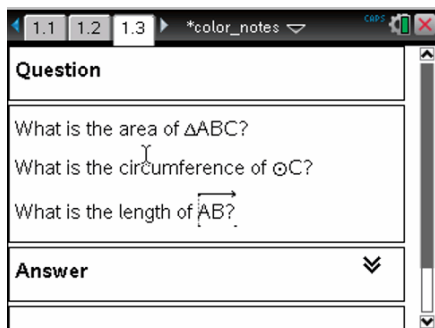 1.1 1.2 1.3 *color_notes CAPS
Question
What is the area of ΔABC?
What is the circumference of ⊙C?
What is the length of A⃗B⃗?
Answer